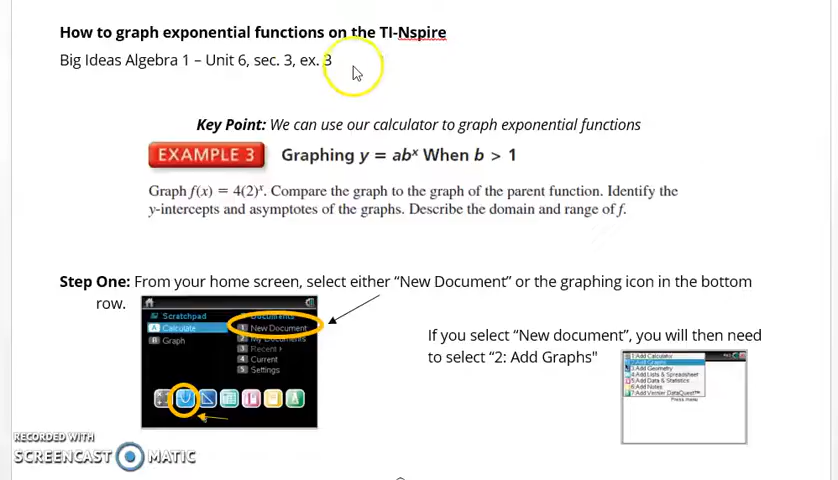 How to graph exponential functions on the TI-Nspire
Big Ideas Algebra 1 – Unit 6, sec. 3, ex. 3
Key Point: We can use our calculator to graph exponential functions
EXAMPLE 3 Graphing y = abˣ When b > 1
Graph f(x) = 4(2)ˣ. Compare the graph to the graph of the parent function. Identify the
y-intercepts and asymptotes of the graphs. Describe the domain and range of f.
Step One: From your home screen, select either “New Document” or the graphing icon in the bottom
row.
Scratchpad Documents
A Calculate 1 New Document
B Graph 2 My Documents
3 Recent
4 Current
5 Settings
If you select “New document”, you will then need
to select “2: Add Graphs"
1:Add Calculator
2:Add Graphs
3:Add Geometry
4:Add Lists & Spreadsheet
5:Add Data & Statistics
6:Add Notes
7:Add Vernier DataQuest™
Press menu
RECORDED WITH
SCREENCAST MATIC